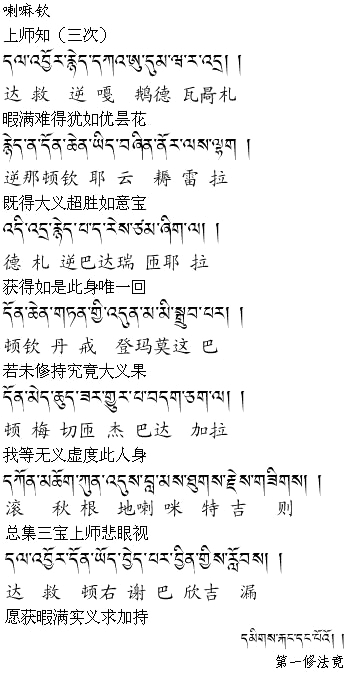 喇嘛钦
上师知（三次）
དལ་འབྱོར་རྙེད་དཀའ་ཨུ་དུམ་ཝ་ར་འདྲ། །
达 救 逆 嘎 鹅德 瓦咼札
暇满难得犹如优昙花
རྙེད་ན་དོན་ཆེན་ཡིད་བཞིན་ནོར་ལས་ལྷག །
逆那顿钦 耶 云 耨 雷 拉
既得大义超胜如意宝
འདི་འདྲ་རྙེད་པ་ད་རེས་ཙམ་ཞིག་ལ། །
德 札 逆巴达瑞 匝耶 拉
获得如是此身唯一回
དོན་ཆེན་གཏན་གྱི་འདུན་མ་མི་སྒྲུབ་པར། །
顿钦 丹 戒 登玛莫这 巴
若未修持究竟大义果
དོན་མེད་ཆུད་ཟར་གྱུར་པ་བདག་ཅག་ལ། །
顿 梅 切匝 杰 巴达 加拉
我等无义虚度此人身
དཀོན་མཆོག་ཀུན་འདུས་བླ་མས་ཐུགས་རྗེས་གཟིགས། །
滚 秋 根 地喇 咪 特 吉 则
总集三宝上师悲眼视
དལ་འབྱོར་དོན་ཡོད་བྱེད་པར་བྱིན་གྱིས་རློབས། །
达 救 顿右 谢 巴 欣吉 漏
愿获暇满实义求加持
དམིགས་རྐང་དང་པོའོ། །
第一修法竟